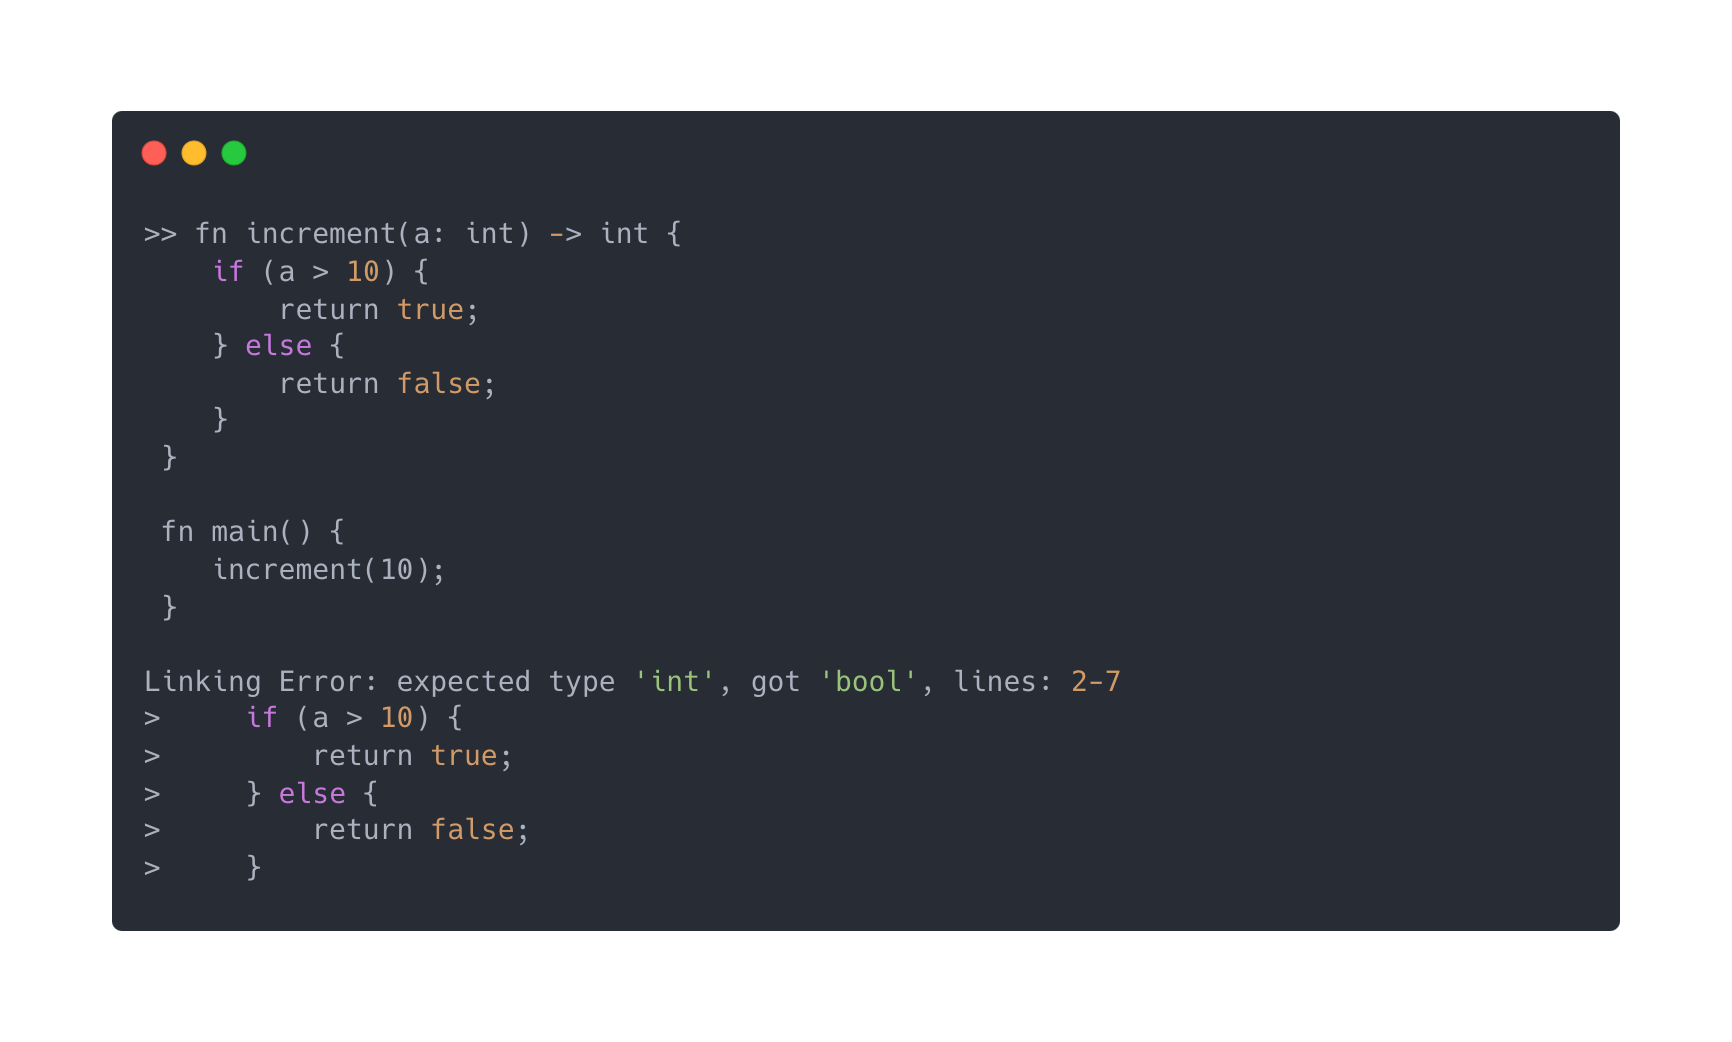 >> fn increment(a: int) -> int {
    if (a > 10) {
        return true;
    } else {
        return false;
    }
 }

 fn main() {
    increment(10);
 }

Linking Error: expected type 'int', got 'bool', lines: 2-7
>     if (a > 10) {
>         return true;
>     } else {
>         return false;
>     }